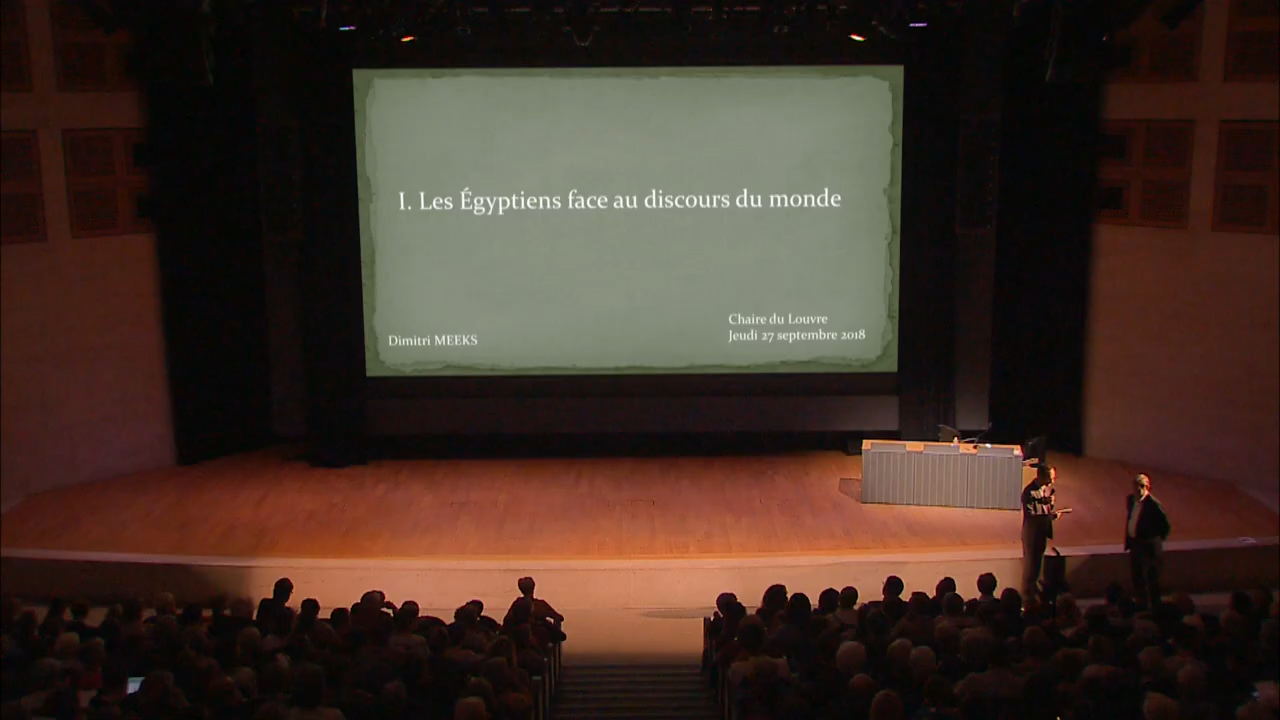 I. Les Égyptiens face au discours du monde
Chaire du Louvre
Dimitri MEEKS
Jeudi 27 septembre 2018